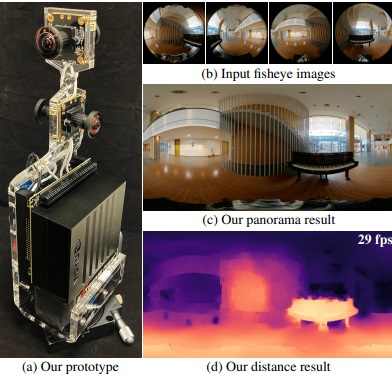 (b) Input fisheye images
(c) Our panorama result
29 fps
(a) Our prototype
(d) Our distance result